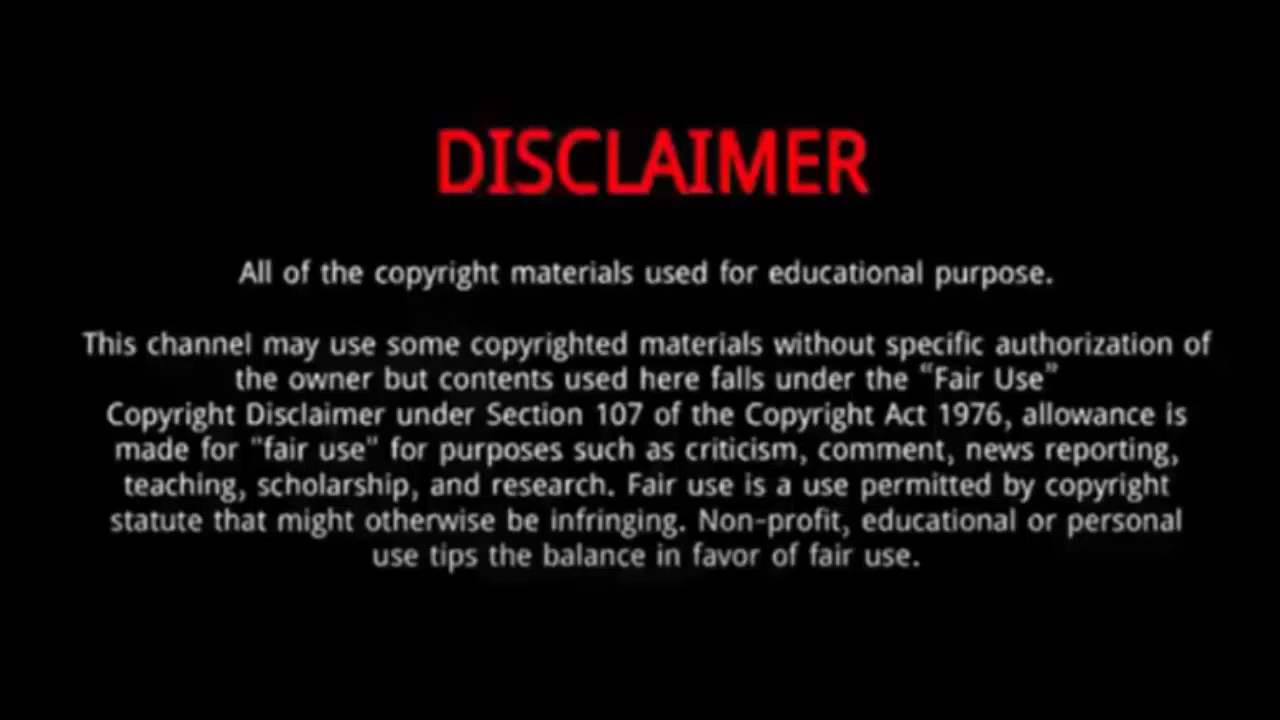 DISCLAIMER
All of the copyright materials used for educational purpose.
This channel may use some copyrighted materials without specific authorization of
the owner but contents used here falls under the “Fair Use”
Copyright Disclaimer under Section 107 of the Copyright Act 1976, allowance is
made for "fair use" for purposes such as criticism, comment, news reporting,
teaching, scholarship, and research. Fair use is a use permitted by copyright
statute that might otherwise be infringing. Non-profit, educational or personal
use tips the balance in favor of fair use.